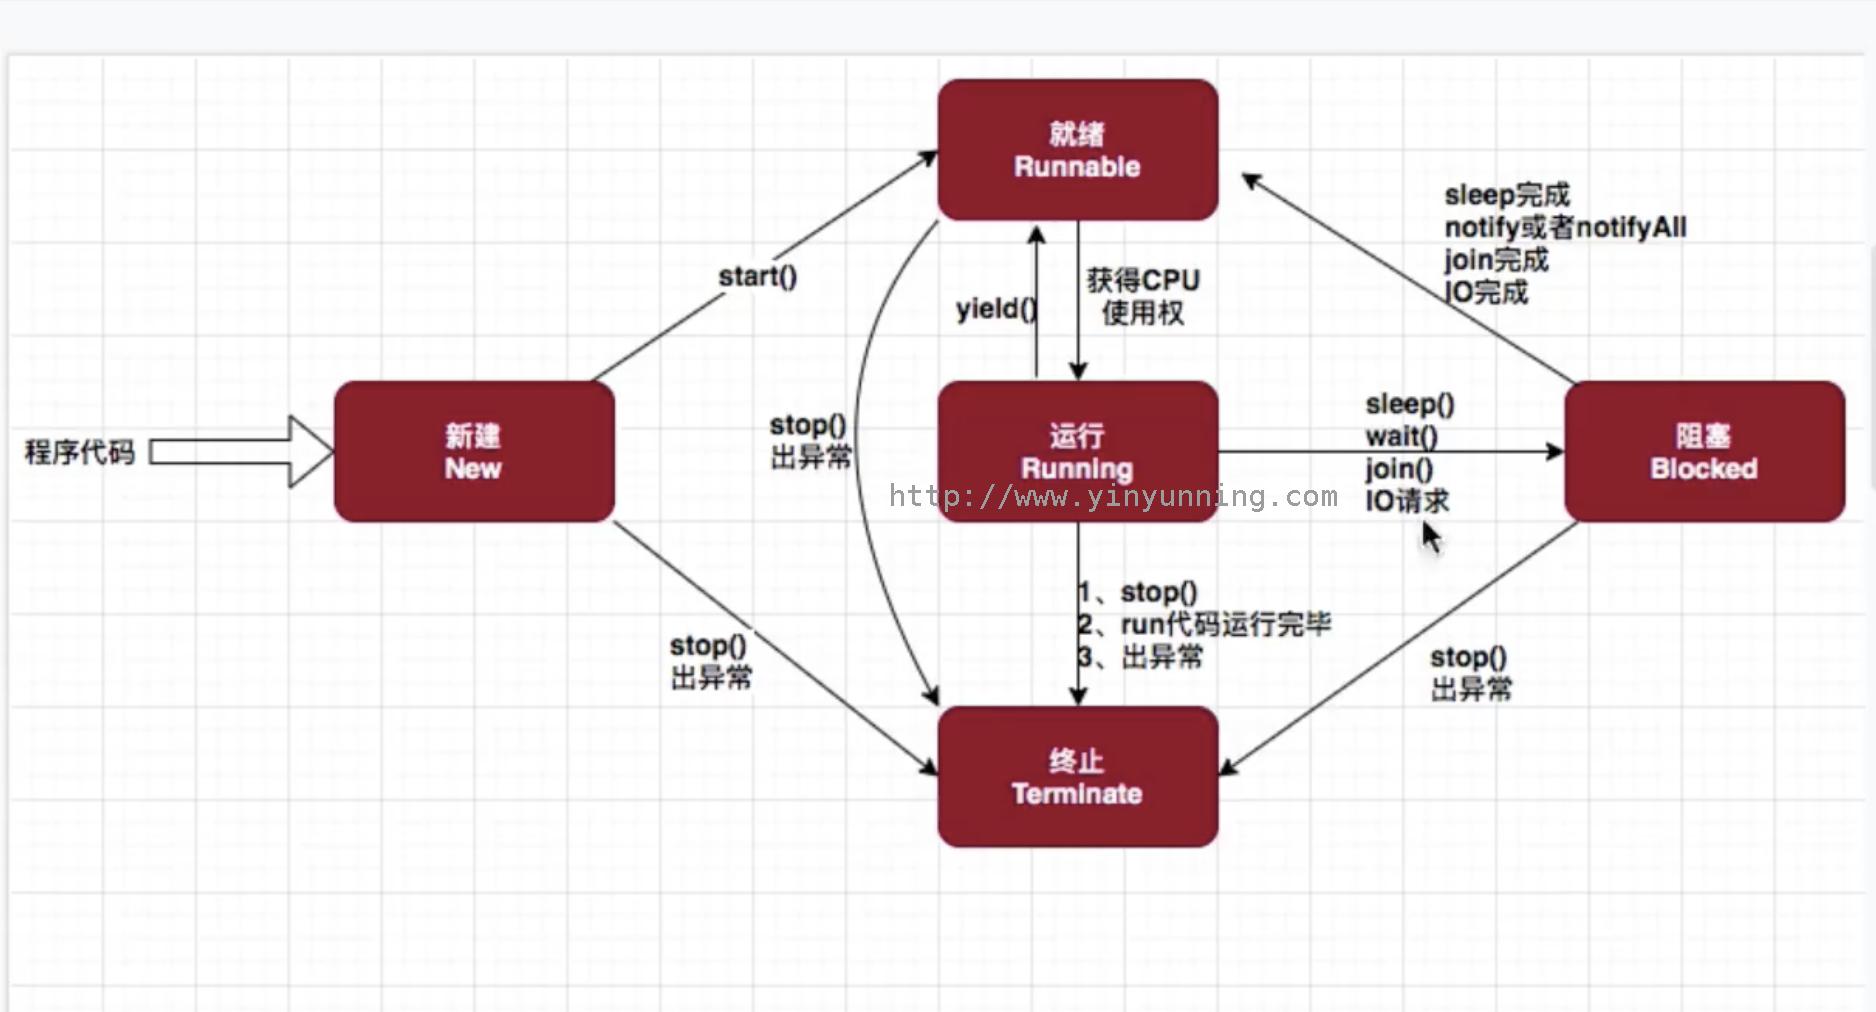 就绪
Runnable
sleep完成
notify或者notifyAll
join完成
IO完成
start()
yield()
获得CPU
使用权
程序代码
新建
New
stop()
出异常
运行
Running
sleep()
wait()
join()
IO请求
阻塞
Blocked
http://www.yinyunning.com
1、stop()
2、run代码运行完毕
3、出异常
stop()
出异常
stop()
出异常
终止
Terminate